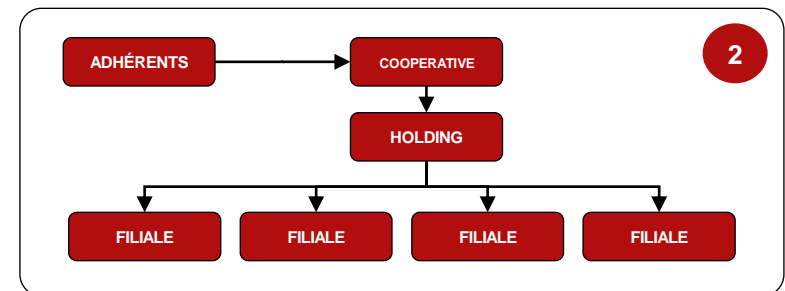 ADHÉRENTS
COOPERATIVE
2
HOLDING
FILIALE
FILIALE
FILIALE
FILIALE